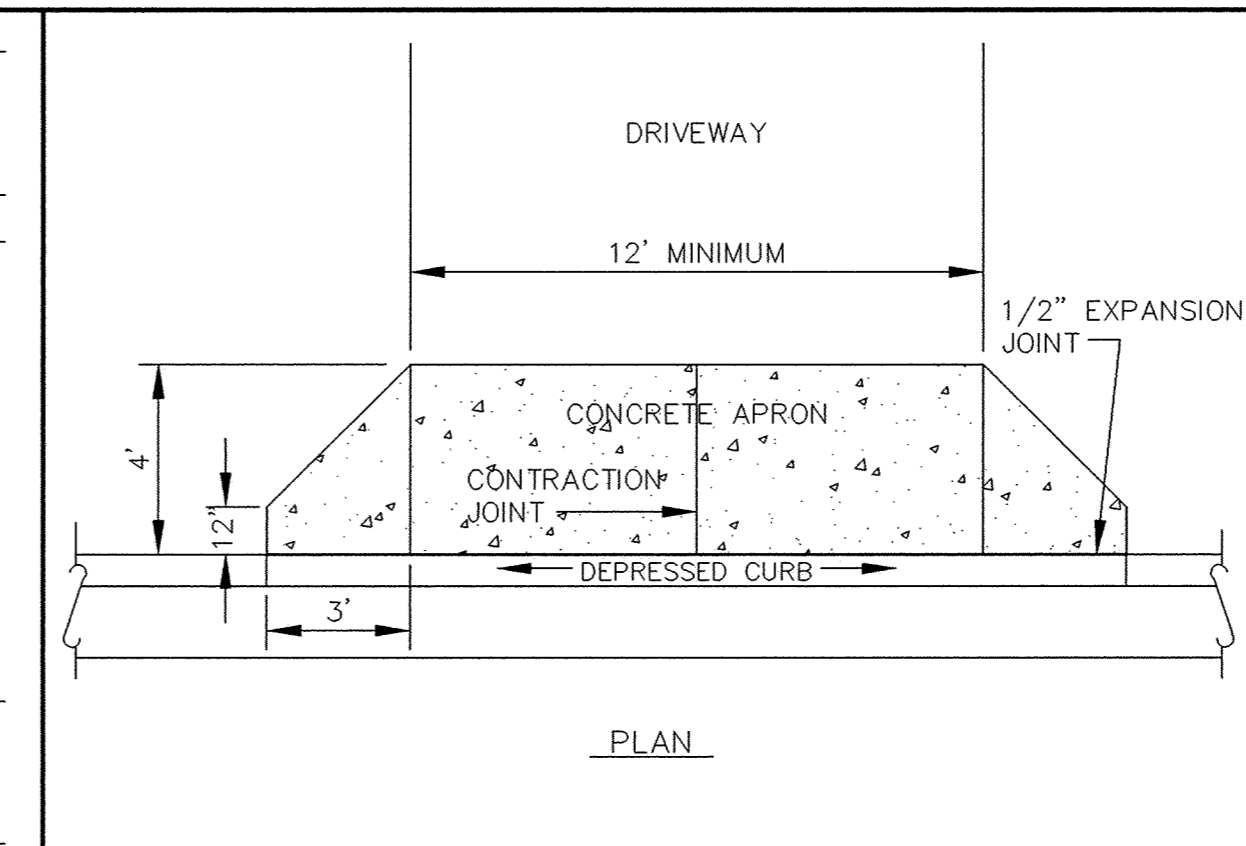 DRIVEWAY
12' MINIMUM
1/2" EXPANSION
JOINT
CONCRETE APRON
4'
CONTRACTION
JOINT
12"
DEPRESSED CURB
3'
PLAN